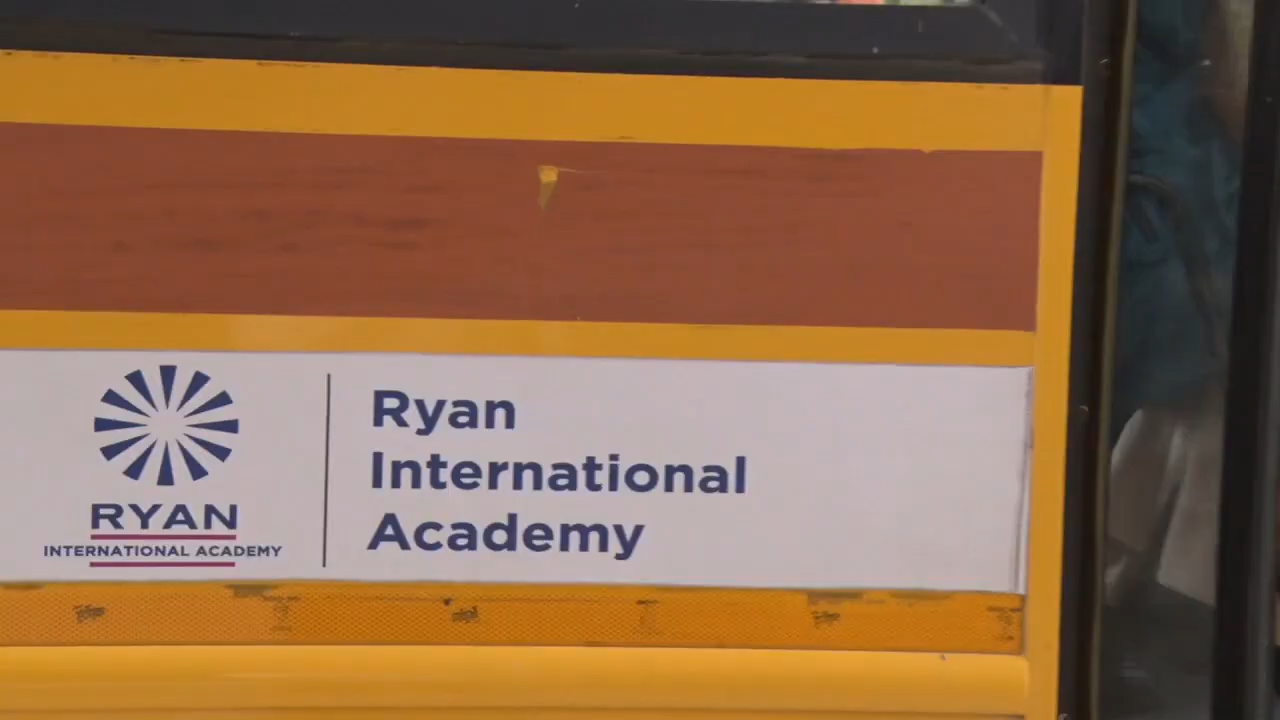 RYAN
INTERNATIONAL ACADEMY
Ryan
International
Academy